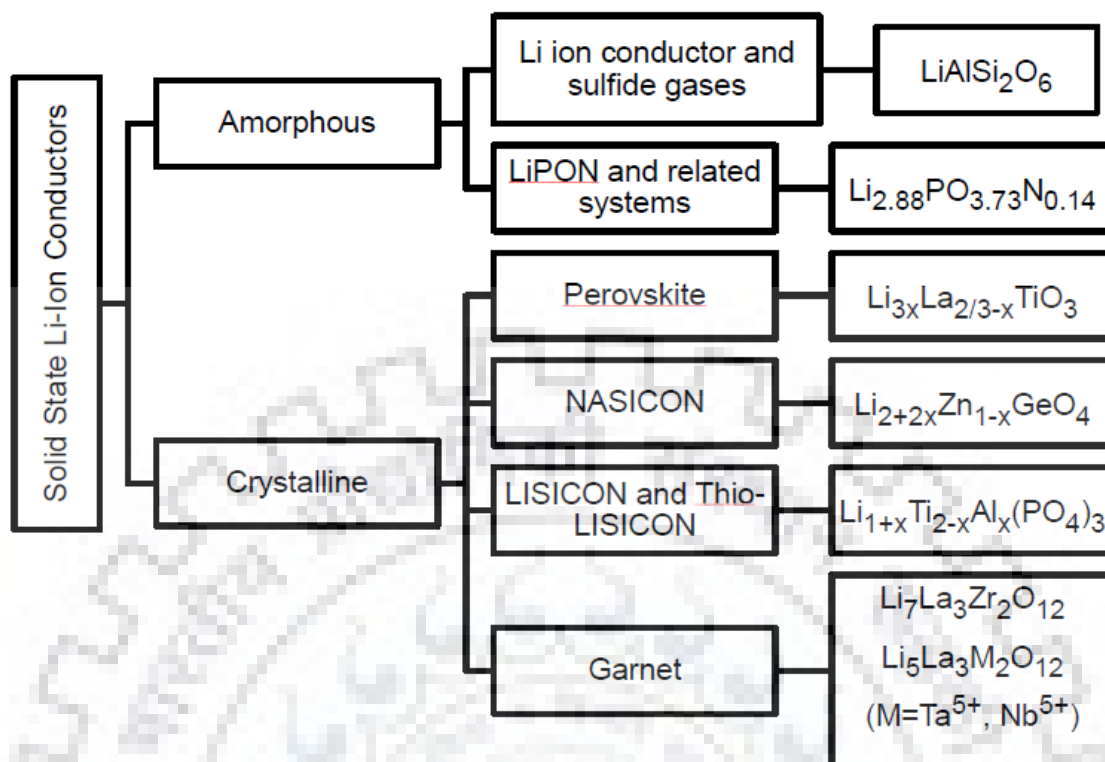 Solid State Li-Ion Conductors
Amorphous
Li ion conductor and
sulfide gases
LiAlSi₂O₆
LiPON and related
systems
Li₂.₈₈PO₃.₇₃N₀.₁₄
Crystalline
Perovskite
Li₃ₓLa₂/₃₋ₓTiO₃
NASICON
Li₂₊₂ₓZn₁₋ₓGeO₄
LISICON and Thio-
LISICON
Li₁₊ₓTi₂₋ₓAlₓ(PO₄)₃
Garnet
Li₇La₃Zr₂O₁₂
Li₅La₃M₂O₁₂
(M=Ta⁵⁺, Nb⁵⁺)